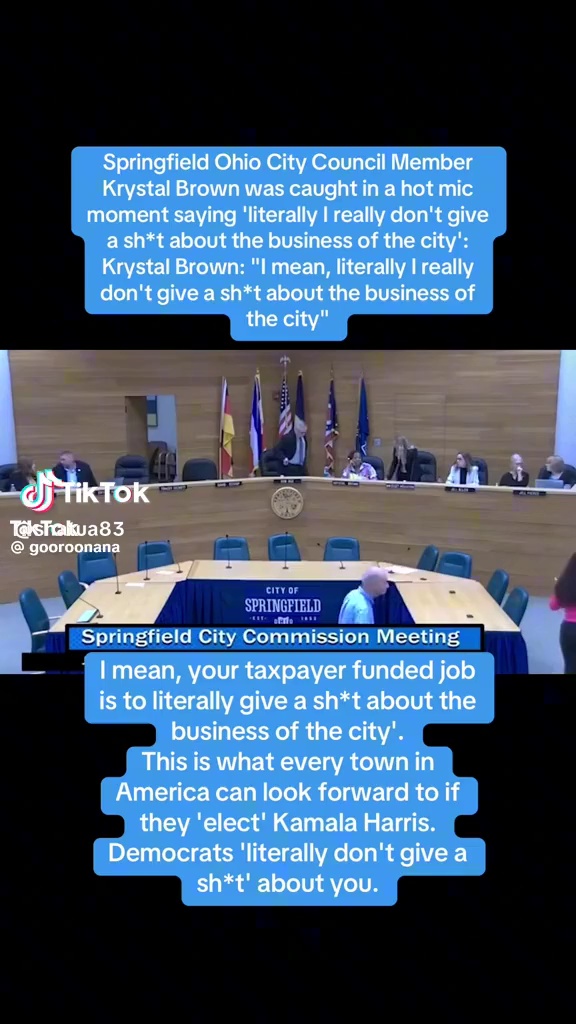 Springfield Ohio City Council Member
Krystal Brown was caught in a hot mic
moment saying 'literally I really don't give
a sh*t about the business of the city':
Krystal Brown: "I mean, literally I really
don't give a sh*t about the business of
the city"
TikTok
TikTok
@ gooroonana
CITY OF
SPRINGFIELD
Springfield City Commission Meeting
I mean, your taxpayer funded job
is to literally give a sh*t about the
business of the city'.
This is what every town in
America can look forward to if
they 'elect' Kamala Harris.
Democrats 'literally don't give a
sh*t' about you.